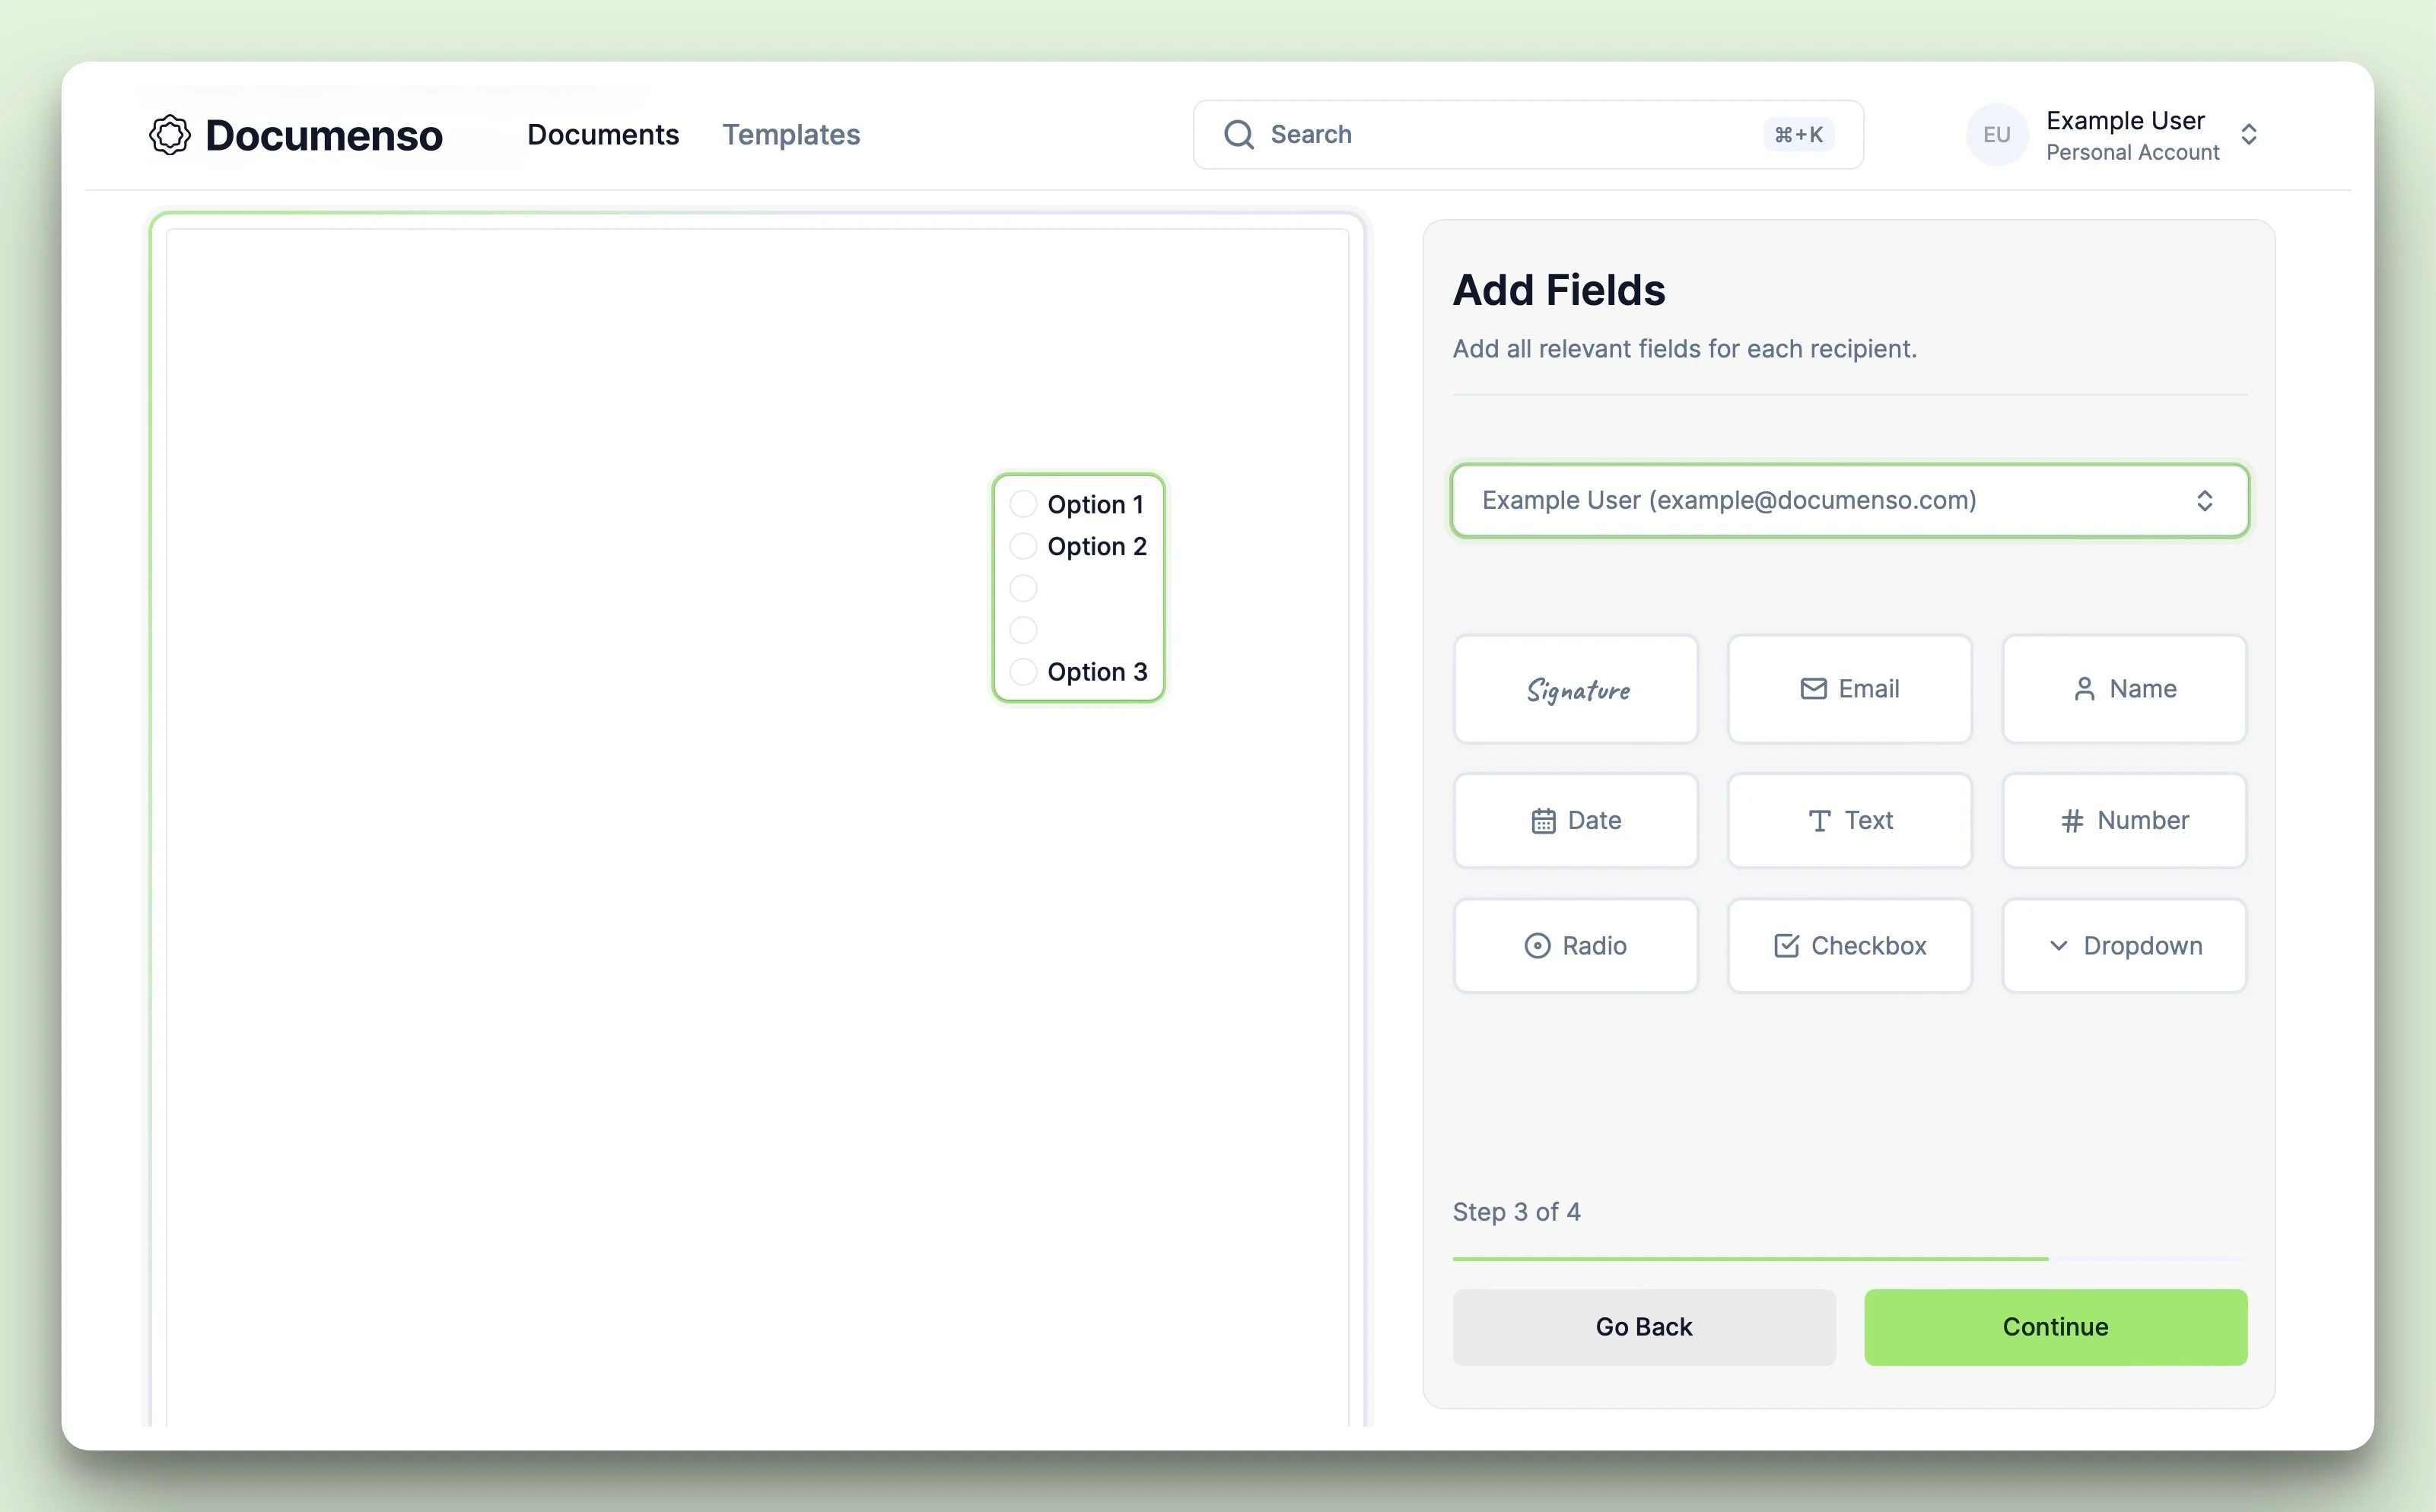 Documenso
Documents
Templates
Search
⌘+K
EU
Example User
Personal Account
Option 1
Option 2
Option 3
Add Fields
Add all relevant fields for each recipient.
Example User (example@documenso.com)
Signature
Email
Name
Date
Text
Number
Radio
Checkbox
Dropdown
Step 3 of 4
Go Back
Continue